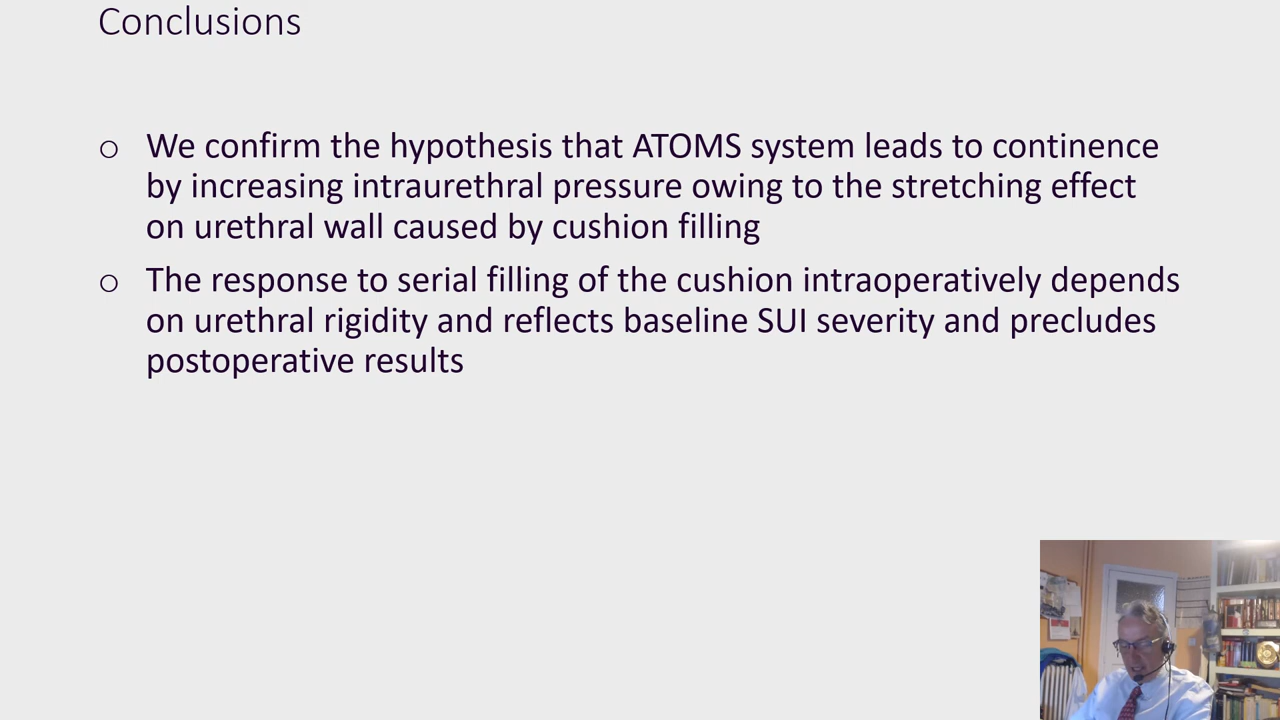 Conclusions
o We confirm the hypothesis that ATOMS system leads to continence
by increasing intraurethral pressure owing to the stretching effect
on urethral wall caused by cushion filling
o The response to serial filling of the cushion intraoperatively depends
on urethral rigidity and reflects baseline SUI severity and precludes
postoperative results